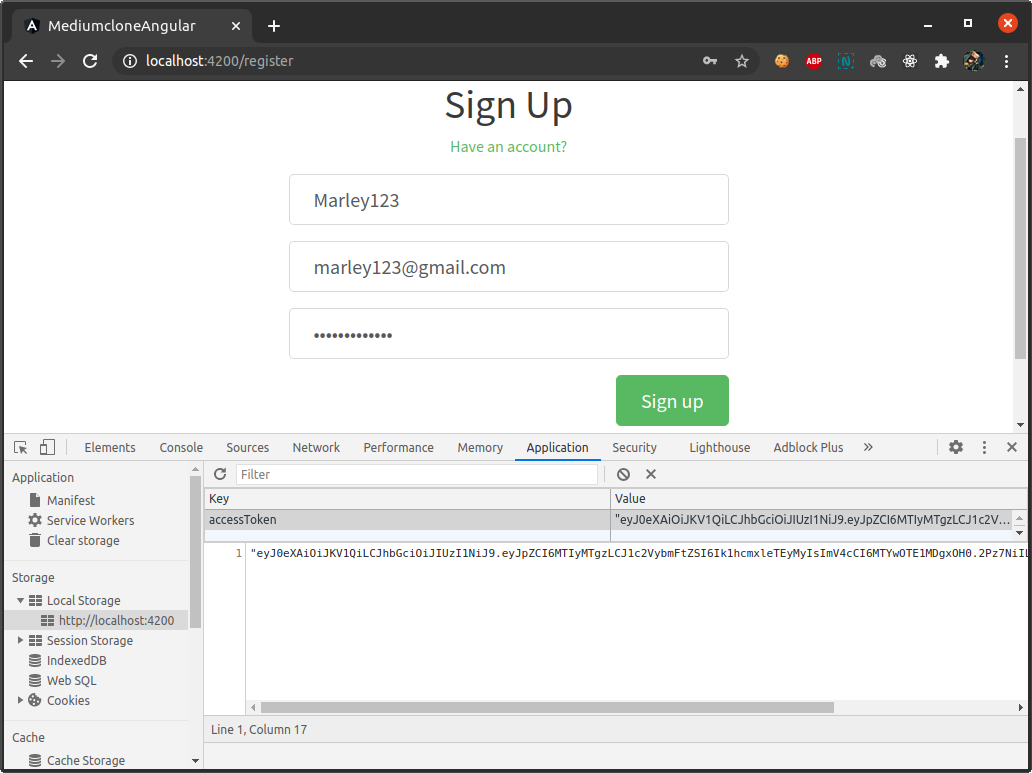 MediumcloneAngular
localhost:4200/register
ABP
N
Sign Up
Have an account?
Marley123
marley123@gmail.com
•••••••••••••
Sign up
Elements Console Sources Network Performance Memory Application Security Lighthouse Adblock Plus »
Application
Manifest
Service Workers
Clear storage
Storage
Local Storage
http://localhost:4200
Session Storage
IndexedDB
Web SQL
Cookies
Cache
Cache Storage
Filter
Key Value
accessToken "eyJ0eXAiOiJKV1QiLCJhbGciOiJIUzI1NiJ9.eyJpZCI6MTIyMTgzLCJ1c2V...
1 "eyJ0eXAiOiJKV1QiLCJhbGciOiJIUzI1NiJ9.eyJpZCI6MTIyMTgzLCJ1c2VybmFtZSI6Ik1hcmxleTEyMyIsImV4cCI6MTYwOTE1MDgxOH0.2Pz7NiIL
Line 1, Column 17